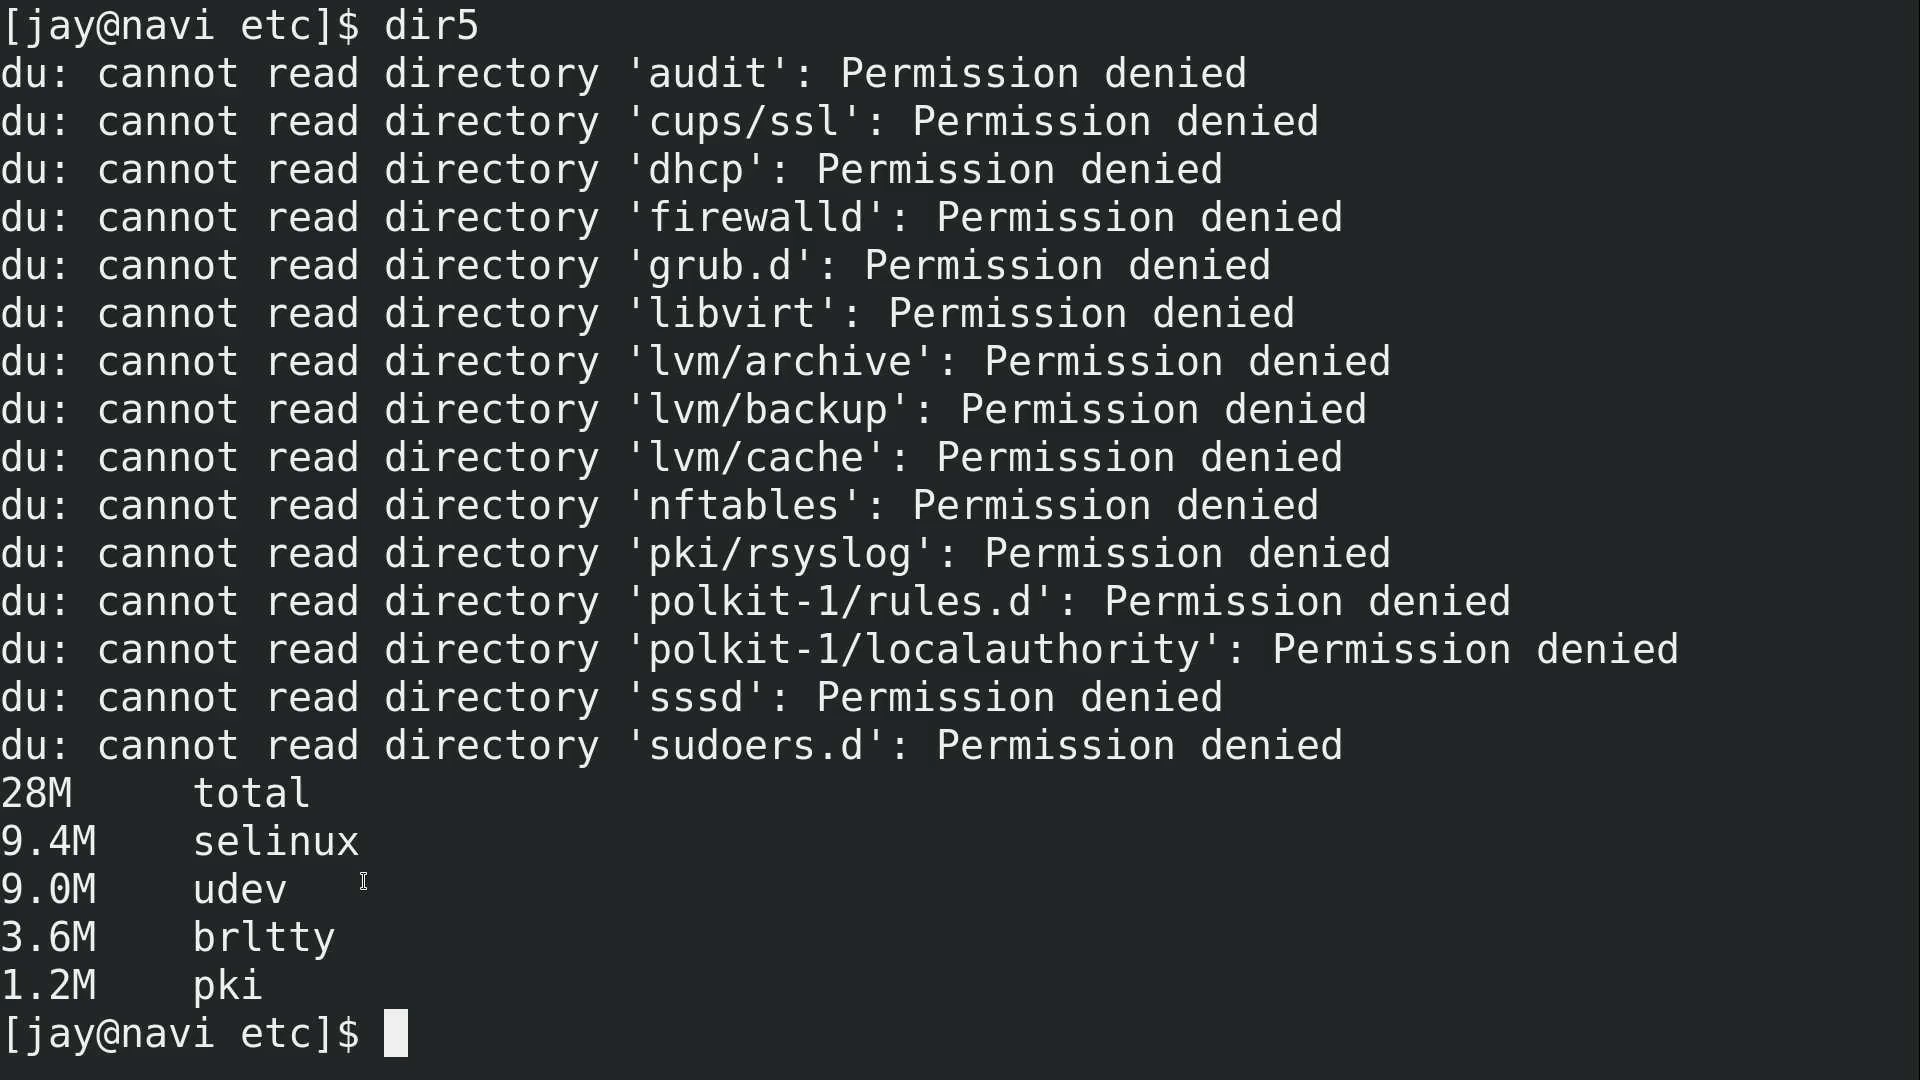 [jay@navi etc]$ dir5
du: cannot read directory 'audit': Permission denied
du: cannot read directory 'cups/ssl': Permission denied
du: cannot read directory 'dhcp': Permission denied
du: cannot read directory 'firewalld': Permission denied
du: cannot read directory 'grub.d': Permission denied
du: cannot read directory 'libvirt': Permission denied
du: cannot read directory 'lvm/archive': Permission denied
du: cannot read directory 'lvm/backup': Permission denied
du: cannot read directory 'lvm/cache': Permission denied
du: cannot read directory 'nftables': Permission denied
du: cannot read directory 'pki/rsyslog': Permission denied
du: cannot read directory 'polkit-1/rules.d': Permission denied
du: cannot read directory 'polkit-1/localauthority': Permission denied
du: cannot read directory 'sssd': Permission denied
du: cannot read directory 'sudoers.d': Permission denied
28M     total
9.4M    selinux
9.0M    udev
3.6M    brltty
1.2M    pki
[jay@navi etc]$